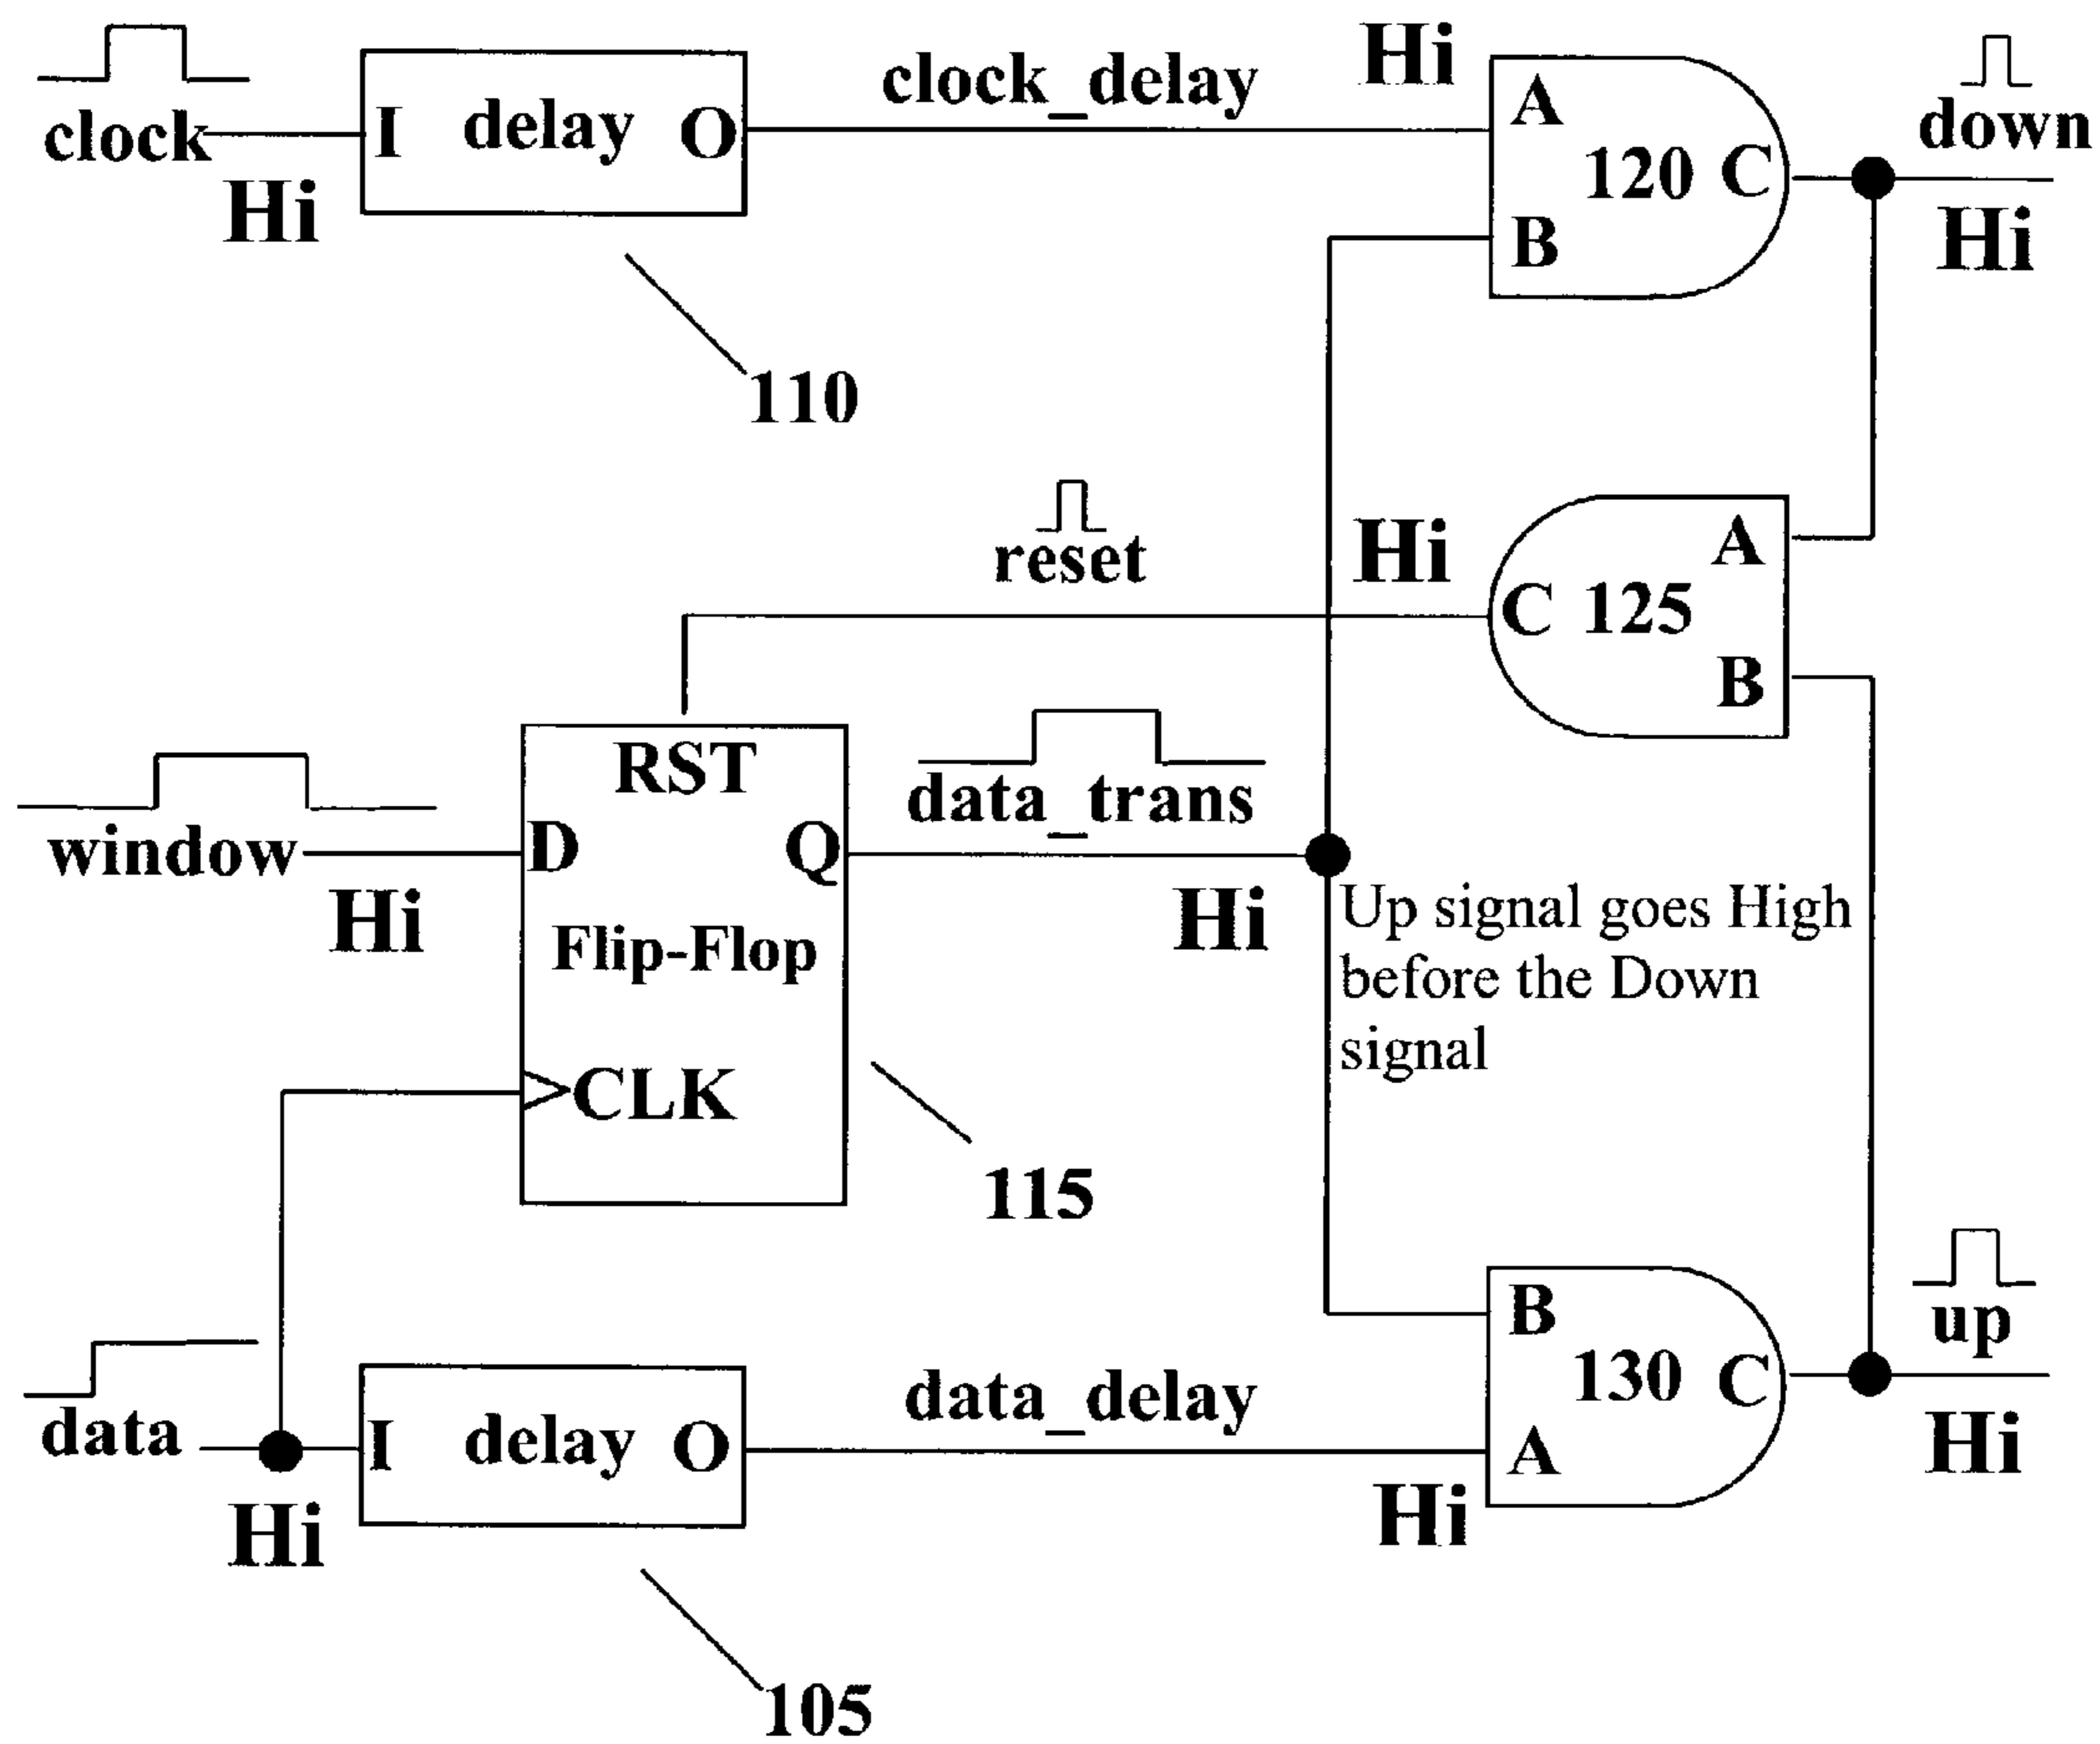 clock
Hi
I delay O
110
clock_delay
Hi
A
120 C
B
down
Hi
reset
Hi
A
C 125
B
window
Hi
RST
D Q
Flip-Flop
CLK
115
data_trans
Hi
Up signal goes High
before the Down
signal
data
Hi
I delay O
105
data_delay
Hi
B
130 C
A
up
Hi